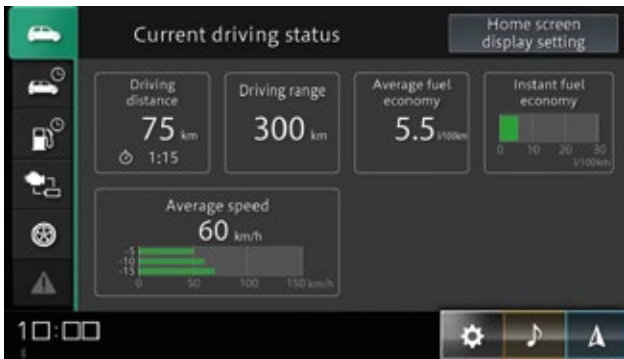 Current driving status
Home screen
display setting
Driving
distance
75 km
1:15
Driving range
300 km
Average fuel
economy
5.5 l/100km
Instant fuel
economy
0 10 20 30
l/100km
Average speed
60 km/h
-5
-10
-15
0 50 100 150 km/h
1□:□□